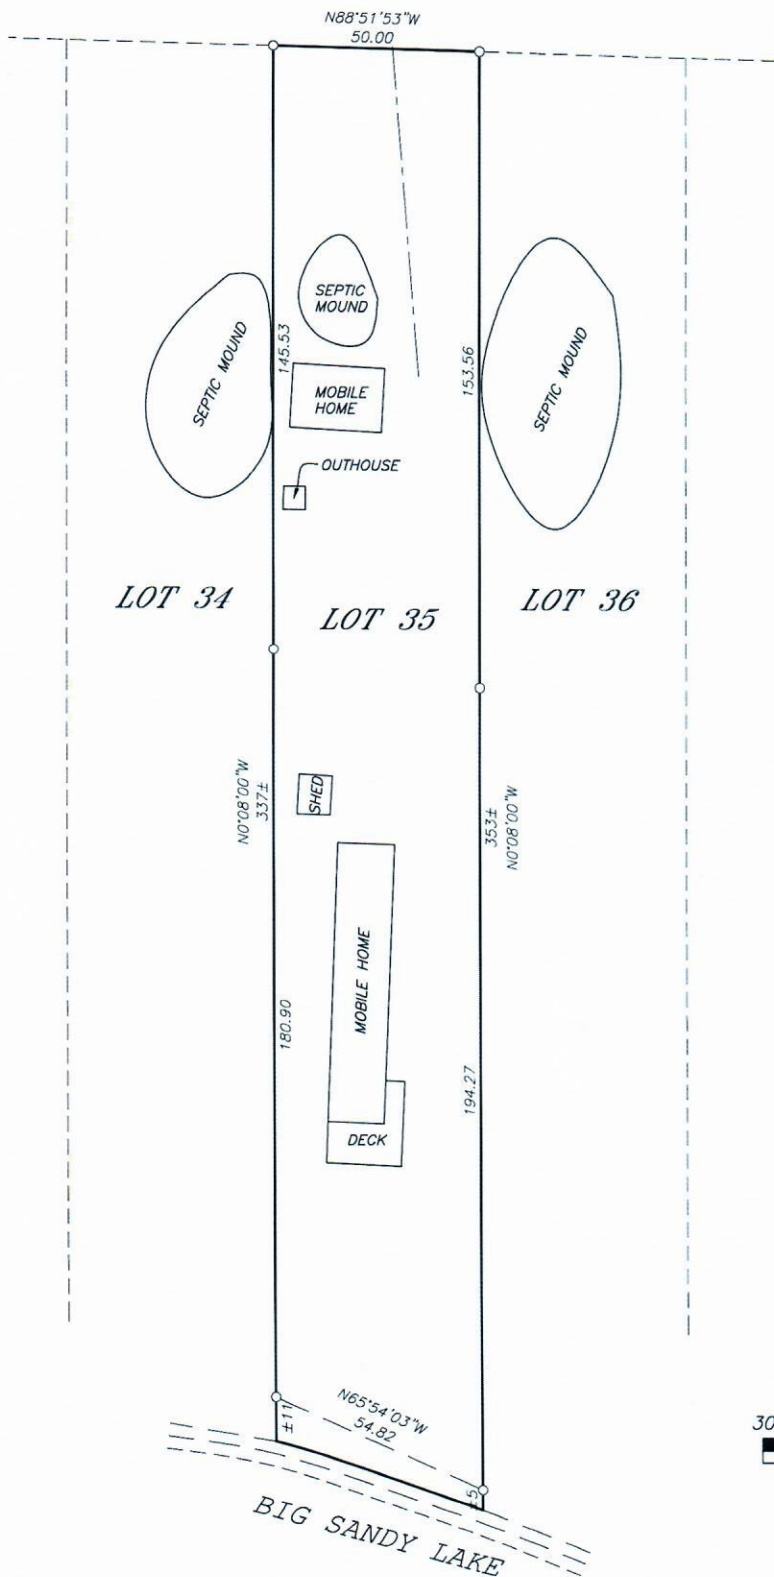 N88°51'53"W
50.00
SEPTIC
MOUND
SEPTIC MOUND
145.53
153.56
SEPTIC MOUND
MOBILE
HOME
OUTHOUSE
LOT 34
LOT 35
LOT 36
N0°08'00"W
337±
SHED
353±
N0°08'00"W
MOBILE HOME
180.90
194.27
DECK
N65°54'03"W
54.82
±11
±5
30
BIG SANDY LAKE